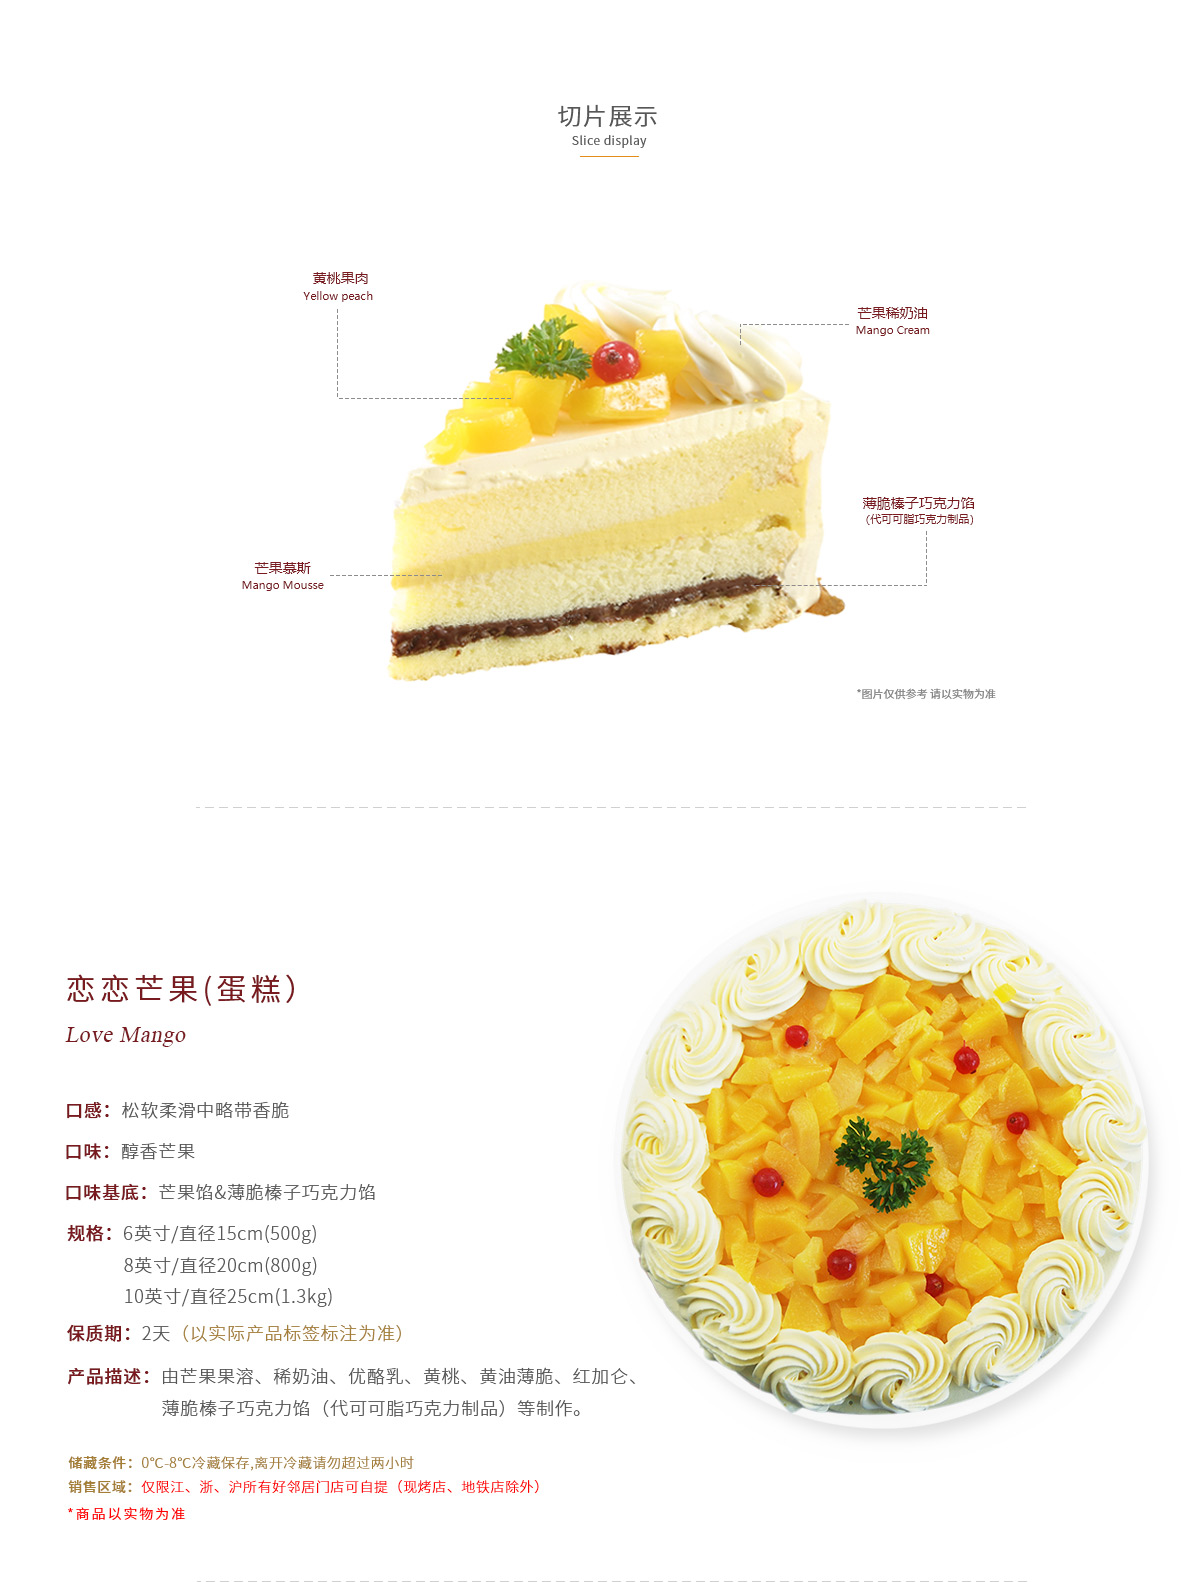 切片展示
Slice display
黄桃果肉
Yellow peach
芒果稀奶油
Mango Cream
薄脆榛子巧克力馅
(代可可脂巧克力制品)
芒果慕斯
Mango Mousse
*图片仅供参考 请以实物为准
恋恋芒果(蛋糕)
Love Mango
口感：松软柔滑中略带香脆
口味：醇香芒果
口味基底：芒果馅&薄脆榛子巧克力馅
规格：6英寸/直径15cm(500g)
8英寸/直径20cm(800g)
10英寸/直径25cm(1.3kg)
保质期：2天（以实际产品标签标注为准）
产品描述：由芒果果溶、稀奶油、优酪乳、黄桃、黄油薄脆、红加仑、
薄脆榛子巧克力馅（代可可脂巧克力制品）等制作。
储藏条件：0℃-8℃冷藏保存,离开冷藏请勿超过两小时
销售区域：仅限江、浙、沪所有好邻居门店可自提（现烤店、地铁店除外）
*商品以实物为准